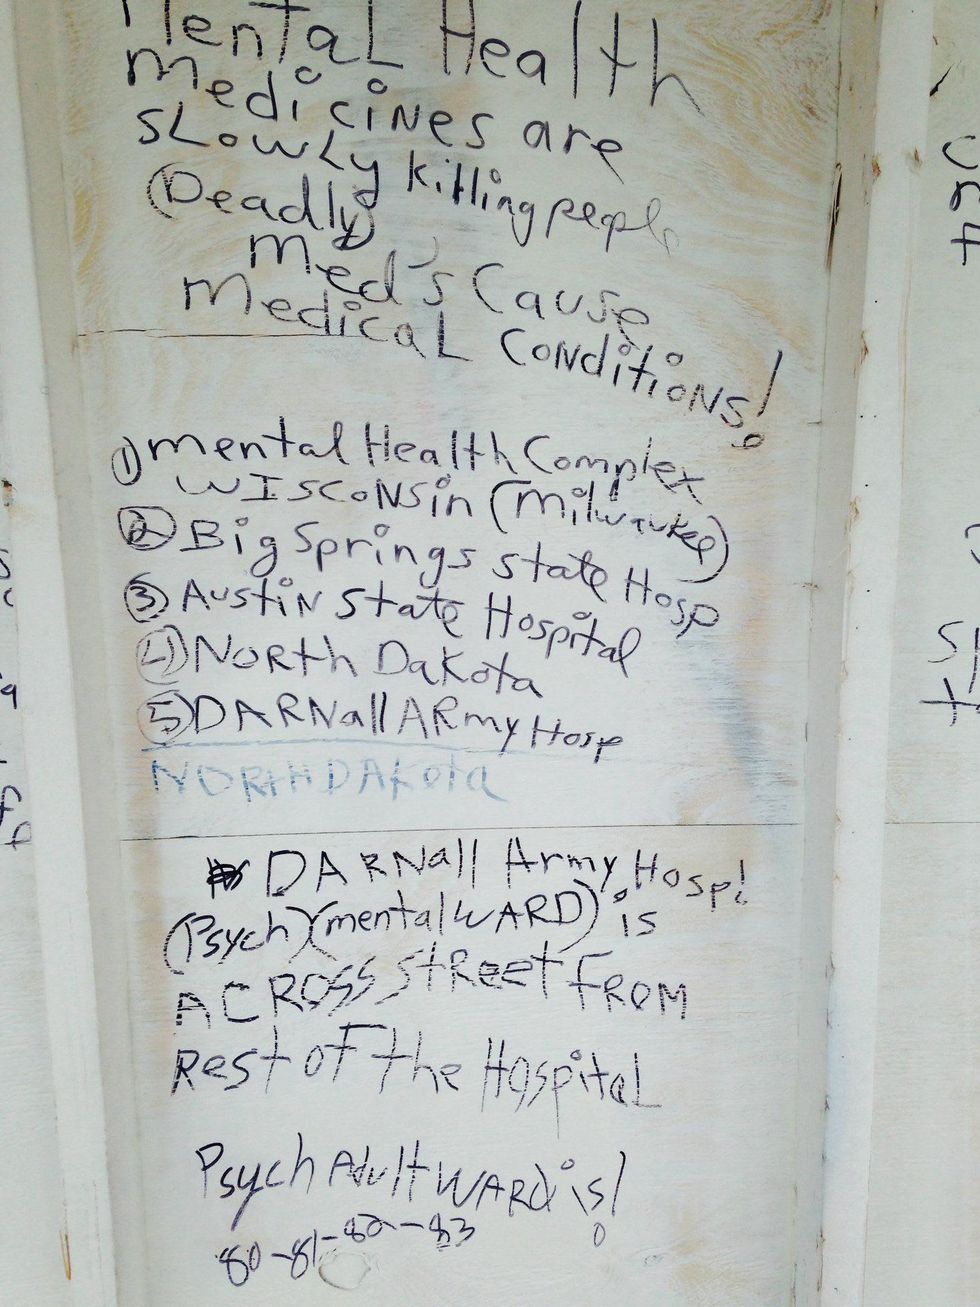 Mental Health
Medicines are
SLowLy killing people
(Deadly)
Med's Cause
Medical Conditions!
① mental Health Complex
WISCONSin (Milwaukee)
② Big Springs state Hosp
③ Austin State Hospital
④ North Dakota
⑤ DARNall ARmy Hosp
NORTH DAKota
DARNall Army Hosp!
(Psych) (mental WARD) is
ACROSS StREEt FROM
Rest of the Hospital
Psych Adult WARD is!
80-81-82-83